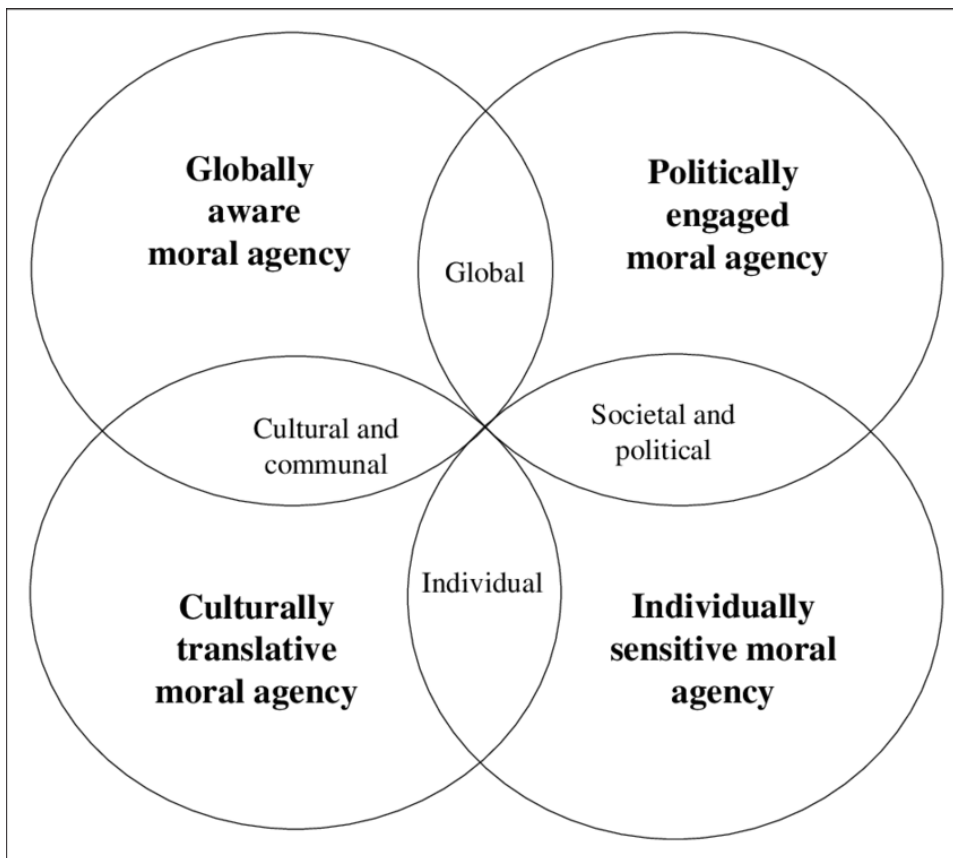 Globally
aware
moral agency
Politically
engaged
moral agency
Global
Cultural and
communal
Societal and
political
Individual
Culturally
translative
moral agency
Individually
sensitive moral
agency